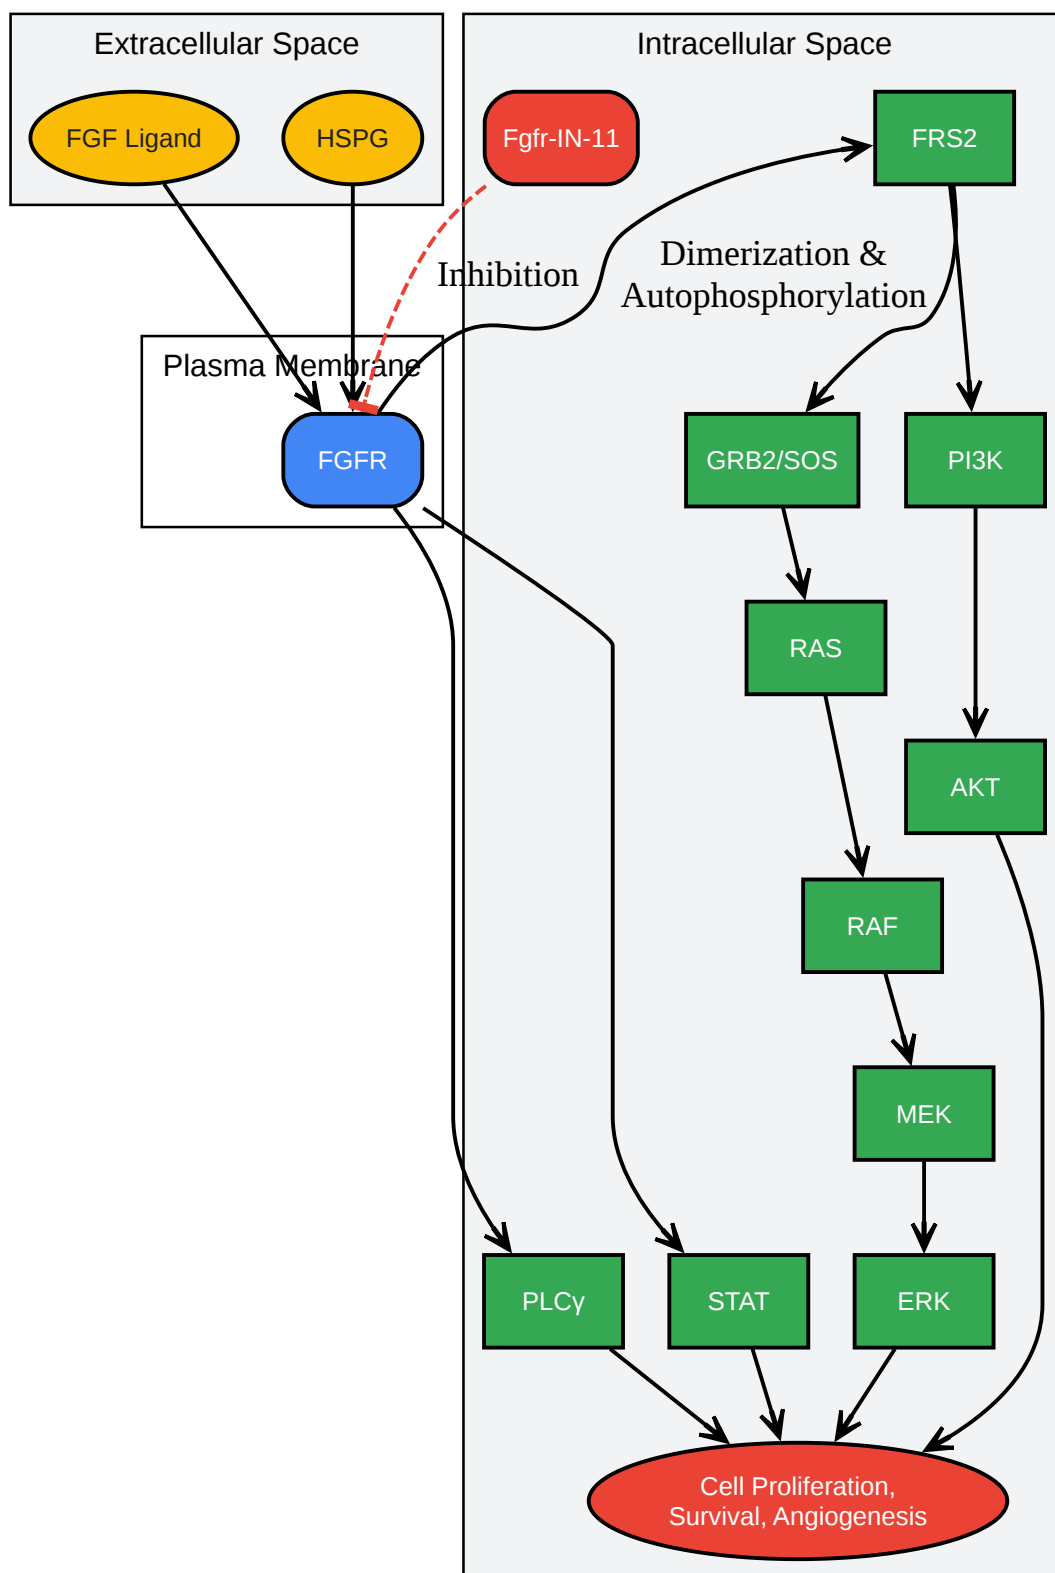 Extracellular Space
Intracellular Space
FGF Ligand
HSPG
Fgfr-IN-11
FRS2
Inhibition
Dimerization &
Autophosphorylation
Plasma Membrane
FGFR
GRB2/SOS
PI3K
RAS
AKT
RAF
MEK
PLCγ
STAT
ERK
Cell Proliferation,
Survival, Angiogenesis